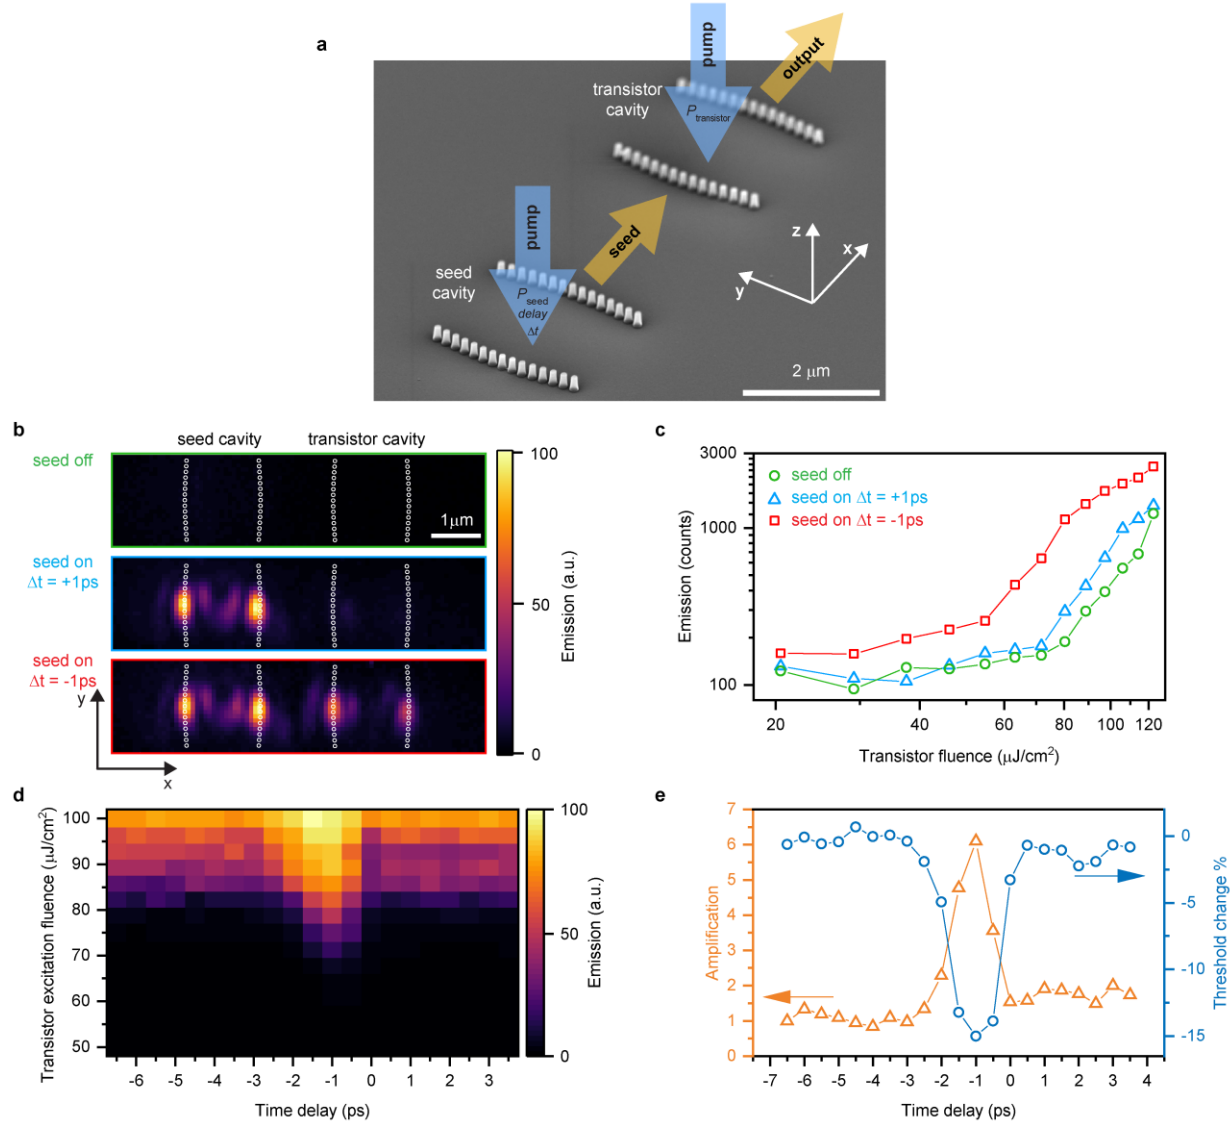 a
pump
output
transistor
cavity
P transistor
pump
seed
seed
cavity
P seed
delay
Δt
z
x
y
2 μm
b
seed cavity
transistor cavity
seed off
1μm
seed on
Δt = +1ps
seed on
Δt = -1ps
y
x
100
50
0
Emission (a.u.)
c
3000
1000
100
Emission (counts)
seed off
seed on Δt = +1ps
seed on Δt = -1ps
20
40
60
80
100
120
Transistor fluence (μJ/cm²)
d
Transistor excitation fluence (μJ/cm²)
100
90
80
70
60
50
-6
-5
-4
-3
-2
-1
0
1
2
3
Time delay (ps)
100
50
0
Emission (a.u.)
e
Amplification
7
6
5
4
3
2
1
0
-7
-6
-5
-4
-3
-2
-1
0
1
2
3
4
Time delay (ps)
0
-5
-10
-15
Threshold change %